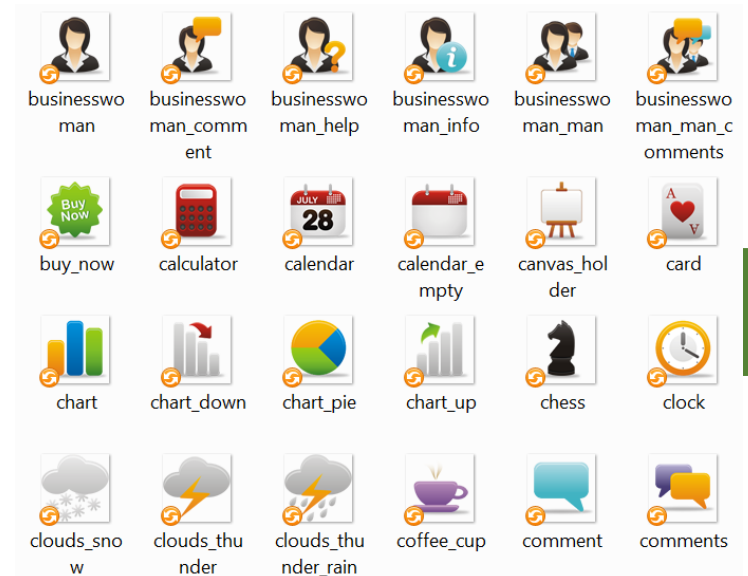 businesswo
man
businesswo
man_comm
ent
businesswo
man_help
businesswo
man_info
businesswo
man_man
businesswo
man_man_c
omments
Buy
Now
buy_now
calculator
JULY
28
calendar
calendar_e
mpty
canvas_hol
der
A
A
card
chart
chart_down
chart_pie
chart_up
chess
clock
clouds_sno
w
clouds_thu
nder
clouds_thu
nder_rain
coffee_cup
comment
comments